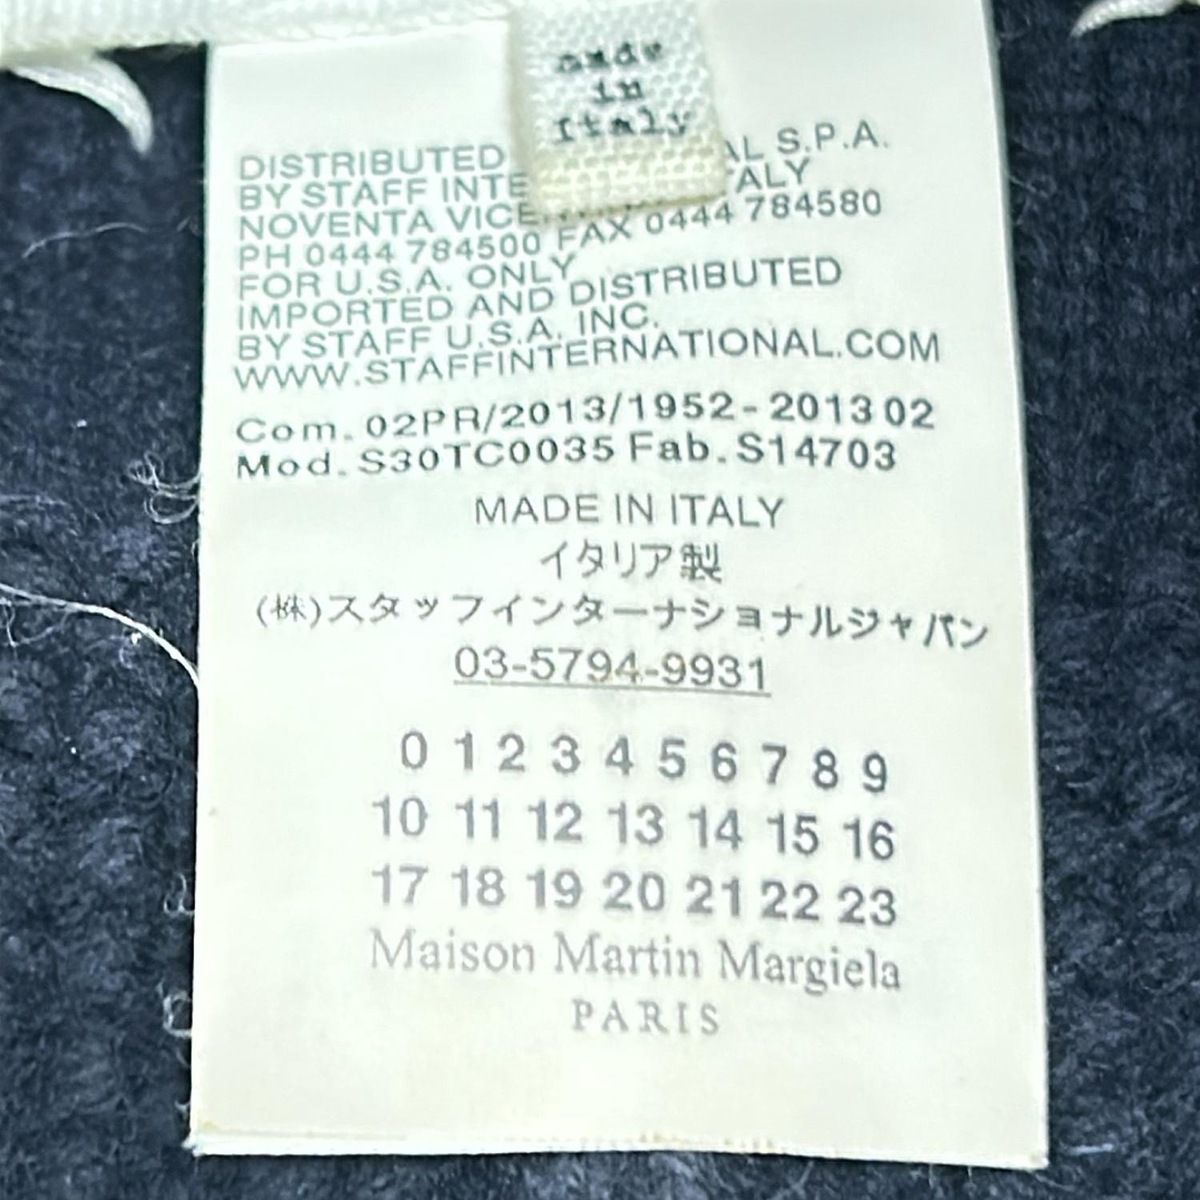 made
in
Italy
DISTRIBUTED
BY STAFF INTE AL S.P.A.
NOVENTA VICE ITALY
PH 0444 784500 FAX 0444 784580
FOR U.S.A. ONLY
IMPORTED AND DISTRIBUTED
BY STAFF U.S.A. INC.
WWW.STAFFINTERNATIONAL.COM
Com. 02PR/2013/1952-2013 02
Mod. S30TC0035 Fab. S14703
MADE IN ITALY
イタリア製
(株)スタッフインターナショナルジャパン
03-5794-9931
0 1 2 3 4 5 6 7 8 9
10 11 12 13 14 15 16
17 18 19 20 21 22 23
Maison Martin Margiela
PARIS